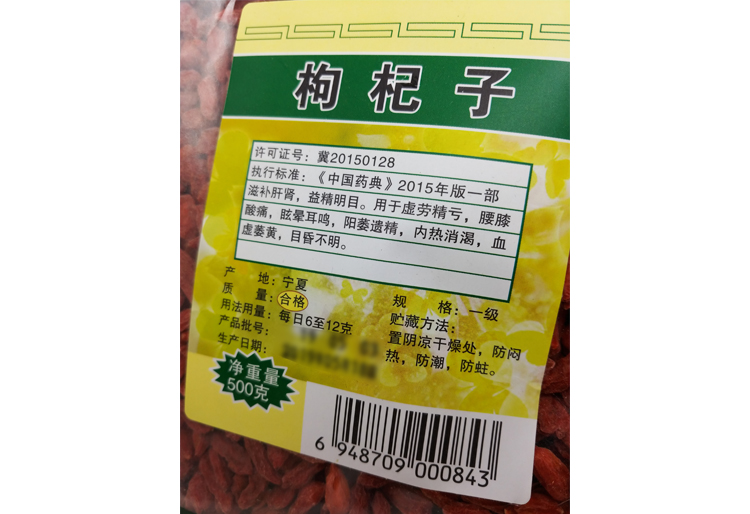 枸杞子
许可证号：冀20150128
执行标准：《中国药典》2015年版一部
滋补肝肾，益精明目。用于虚劳精亏，腰膝
酸痛，眩晕耳鸣，阳萎遗精，内热消渴，血
虚萎黄，目昏不明。
产地：宁夏
质量：合格
用法用量：每日6至12克
产品批号：
生产日期：
规格：一级
贮藏方法：
置阴凉干燥处，防闷
热，防潮，防蛀。
净重量
500克
6 948709 000843